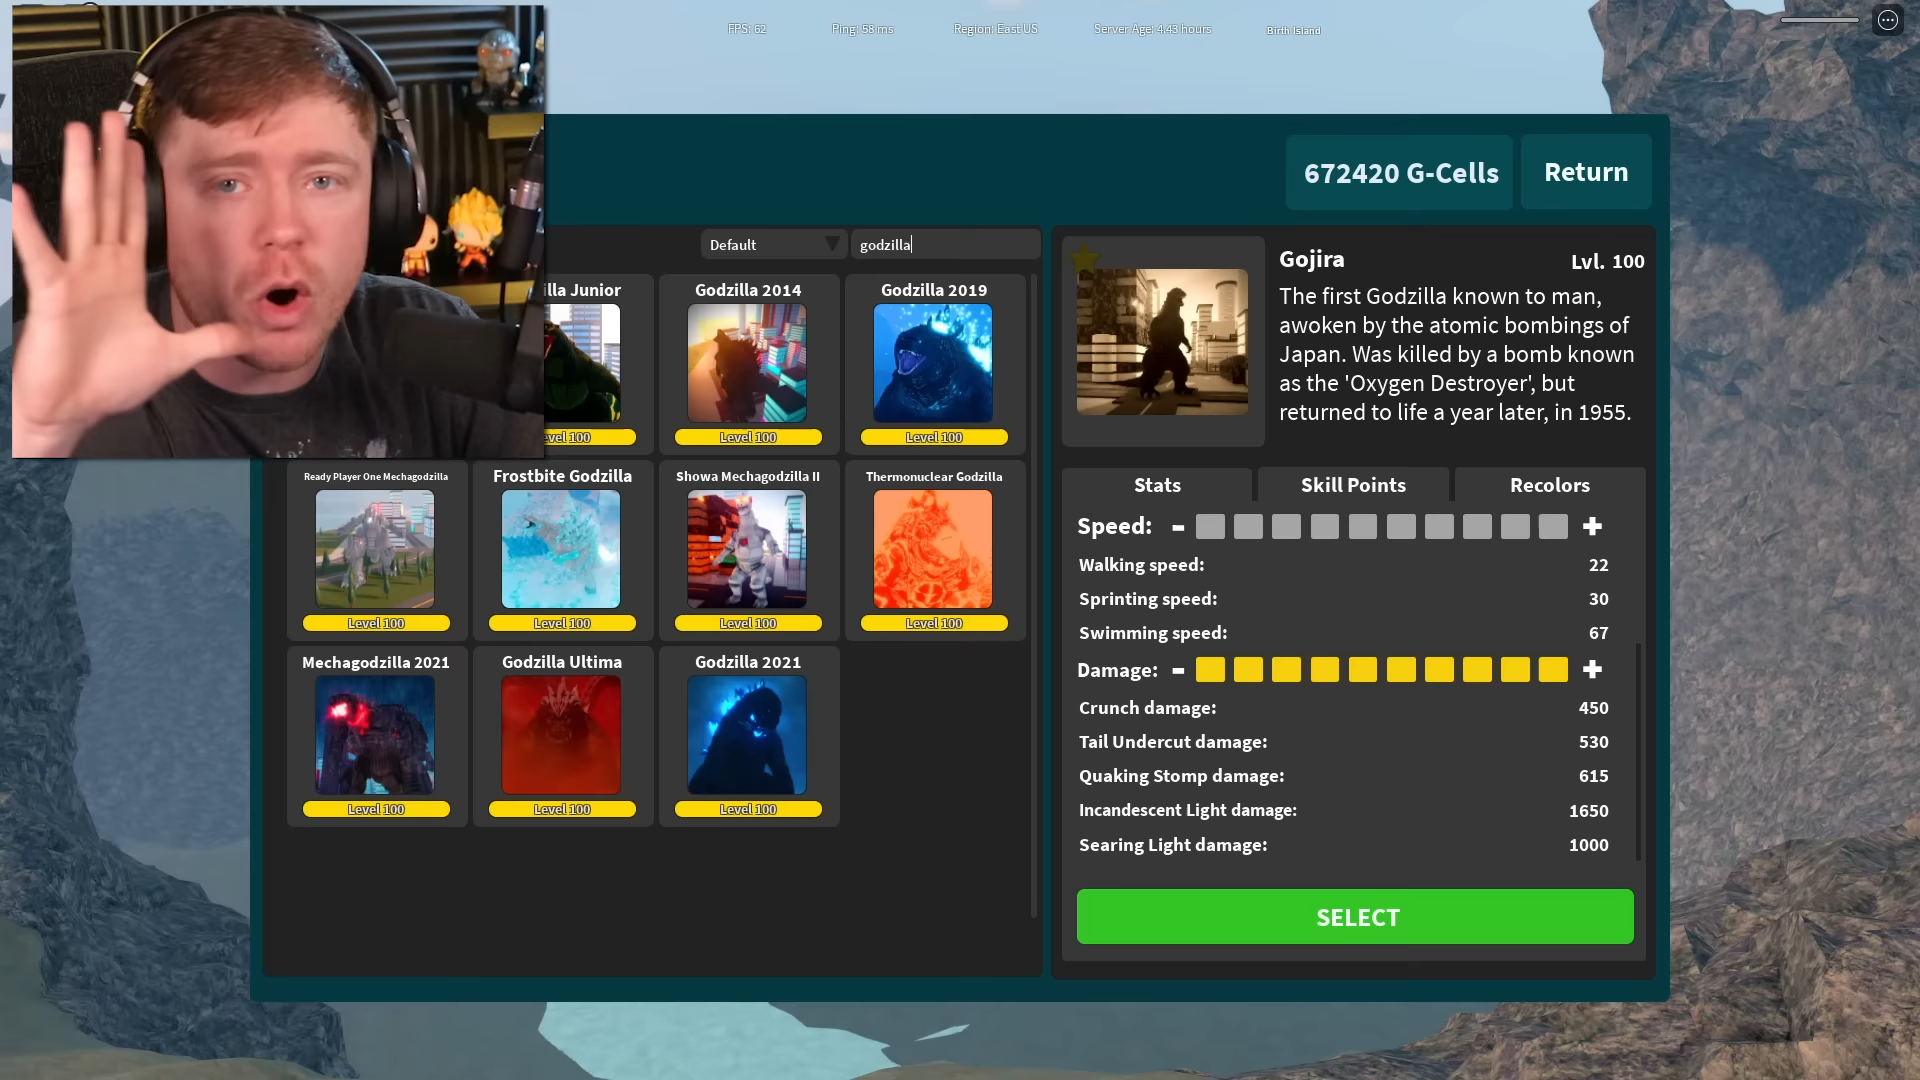 FPS: 62 Ping: 58 ms Region: East US Server Age: 4.43 hours Birth Island
672420 G-Cells Return
Default godzilla
illa Junior Godzilla 2014 Godzilla 2019
evel 100 Level 100 Level 100
Ready Player One Mechagodzilla Frostbite Godzilla Showa Mechagodzilla II Thermonuclear Godzilla
Level 100 Level 100 Level 100 Level 100
Mechagodzilla 2021 Godzilla Ultima Godzilla 2021
Level 100 Level 100 Level 100
Gojira Lvl. 100
The first Godzilla known to man,
awoken by the atomic bombings of
Japan. Was killed by a bomb known
as the 'Oxygen Destroyer', but
returned to life a year later, in 1955.
Stats Skill Points Recolors
Speed: - +
Walking speed: 22
Sprinting speed: 30
Swimming speed: 67
Damage: - +
Crunch damage: 450
Tail Undercut damage: 530
Quaking Stomp damage: 615
Incandescent Light damage: 1650
Searing Light damage: 1000
SELECT